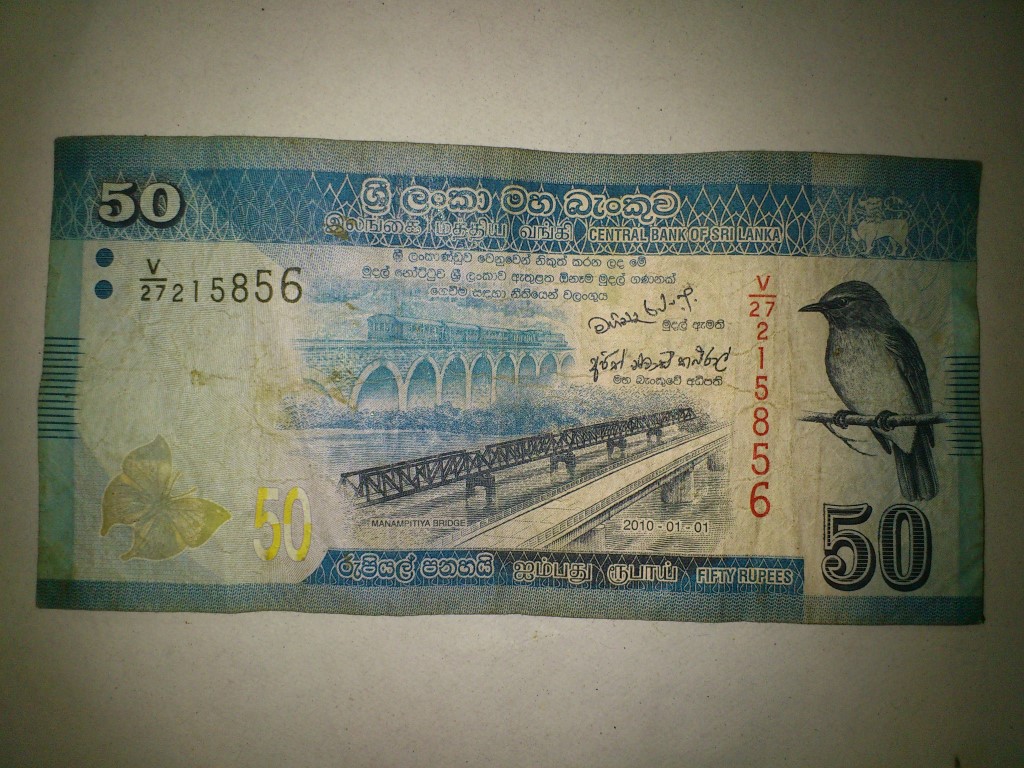 50
ශ්‍රී ලංකා මහ බැංකුව
இலங்கை மத்திய வங்கி CENTRAL BANK OF SRI LANKA
ශ්‍රී ලංකාණ්ඩුව වෙනුවෙන් නිකුත් කරන ලද මේ
මුදල් නෝට්ටුව ශ්‍රී ලංකාව ඇතුළත ඕනෑම මුදල් ගණනක්
ගෙවීම සඳහා නීතියෙන් වලංගුය
V/27 215856
මුදල් ඇමති
මහ බැංකුවේ අධිපති
V/27 215856
MANAMPITIYA BRIDGE
2010 - 01 - 01
50
50
රුපියල් පනහයි ஐம்பது ரூபாய் FIFTY RUPEES